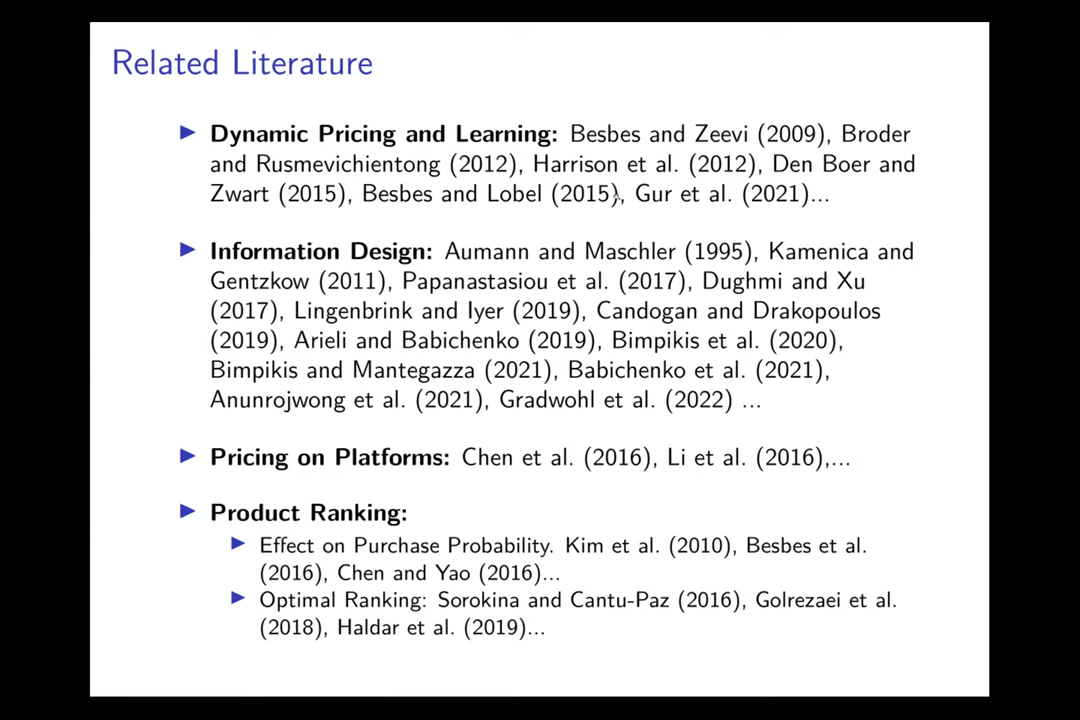 Related Literature
Dynamic Pricing and Learning: Besbes and Zeevi (2009), Broder
and Rusmevichientong (2012), Harrison et al. (2012), Den Boer and
Zwart (2015), Besbes and Lobel (2015), Gur et al. (2021)...
Information Design: Aumann and Maschler (1995), Kamenica and
Gentzkow (2011), Papanastasiou et al. (2017), Dughmi and Xu
(2017), Lingenbrink and Iyer (2019), Candogan and Drakopoulos
(2019), Arieli and Babichenko (2019), Bimpikis et al. (2020),
Bimpikis and Mantegazza (2021), Babichenko et al. (2021),
Anunrojwong et al. (2021), Gradwohl et al. (2022) ...
Pricing on Platforms: Chen et al. (2016), Li et al. (2016),...
Product Ranking:
Effect on Purchase Probability. Kim et al. (2010), Besbes et al.
(2016), Chen and Yao (2016)...
Optimal Ranking: Sorokina and Cantu-Paz (2016), Golrezaei et al.
(2018), Haldar et al. (2019)...